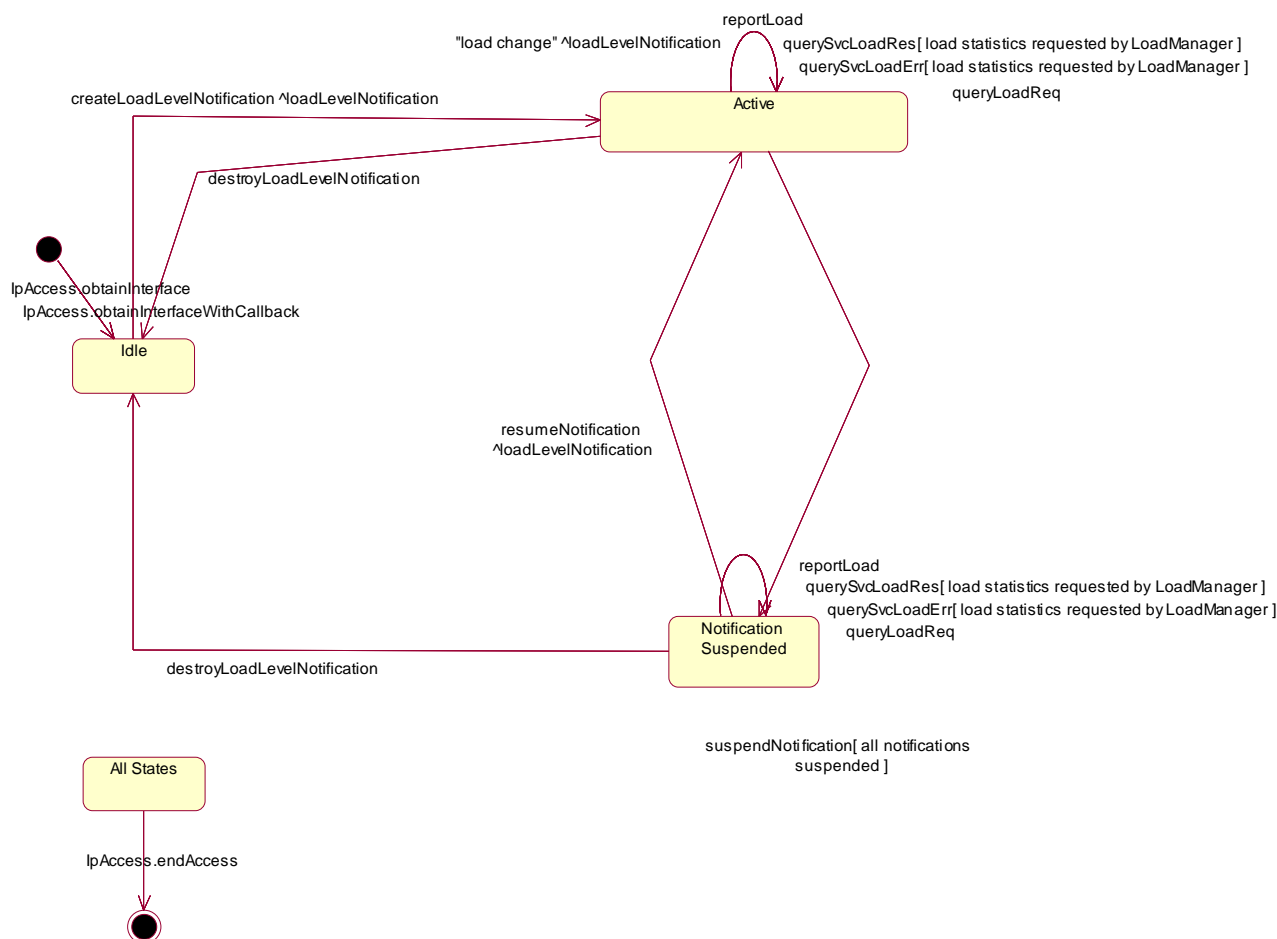 reportLoad
"load change" ^loadLevelNotification
querySvcLoadRes[ load statistics requested by LoadManager ]
querySvcLoadErr[ load statistics requested by LoadManager ]
queryLoadReq
createLoadLevelNotification ^loadLevelNotification
Active
destroyLoadLevelNotification
IpAccess.obtainInterface
IpAccess.obtainInterfaceWithCallback
Idle
resumeNotification
^loadLevelNotification
reportLoad
querySvcLoadRes[ load statistics requested by LoadManager ]
querySvcLoadErr[ load statistics requested by LoadManager ]
queryLoadReq
Notification
Suspended
destroyLoadLevelNotification
suspendNotification[ all notifications
suspended ]
All States
IpAccess.endAccess